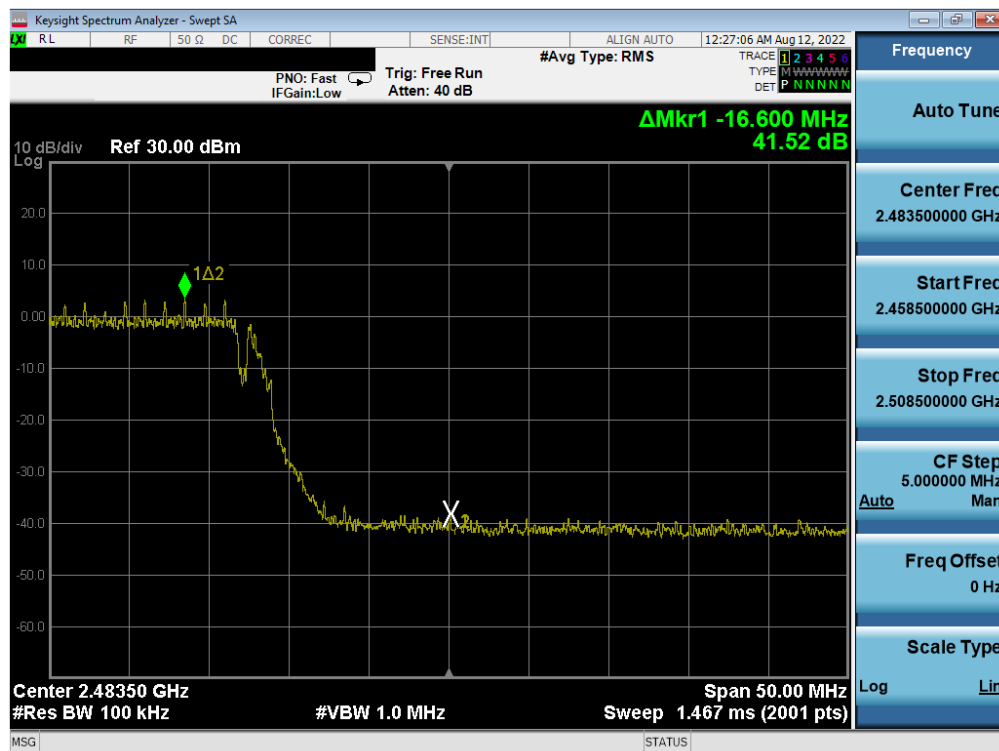 Keysight Spectrum Analyzer - Swept SA
LXI RL RF 50 Ω DC CORREC SENSE:INT ALIGN AUTO 12:27:06 AM Aug 12, 2022
#Avg Type: RMS TRACE 1 2 3 4 5 6
PNO: Fast Trig: Free Run TYPE M W W W W W
IFGain:Low Atten: 40 dB DET P N N N N N
ΔMkr1 -16.600 MHz
41.52 dB
10 dB/div Ref 30.00 dBm
Log
20.0
10.0
1Δ2
0.00
-10.0
-20.0
-30.0
-40.0
2
-50.0
-60.0
Center 2.48350 GHz Span 50.00 MHz
#Res BW 100 kHz #VBW 1.0 MHz Sweep 1.467 ms (2001 pts)
MSG STATUS
Frequency
Auto Tune
Center Freq
2.483500000 GHz
Start Freq
2.458500000 GHz
Stop Freq
2.508500000 GHz
CF Step
5.000000 MHz
Auto Man
Freq Offset
0 Hz
Scale Type
Log Lin